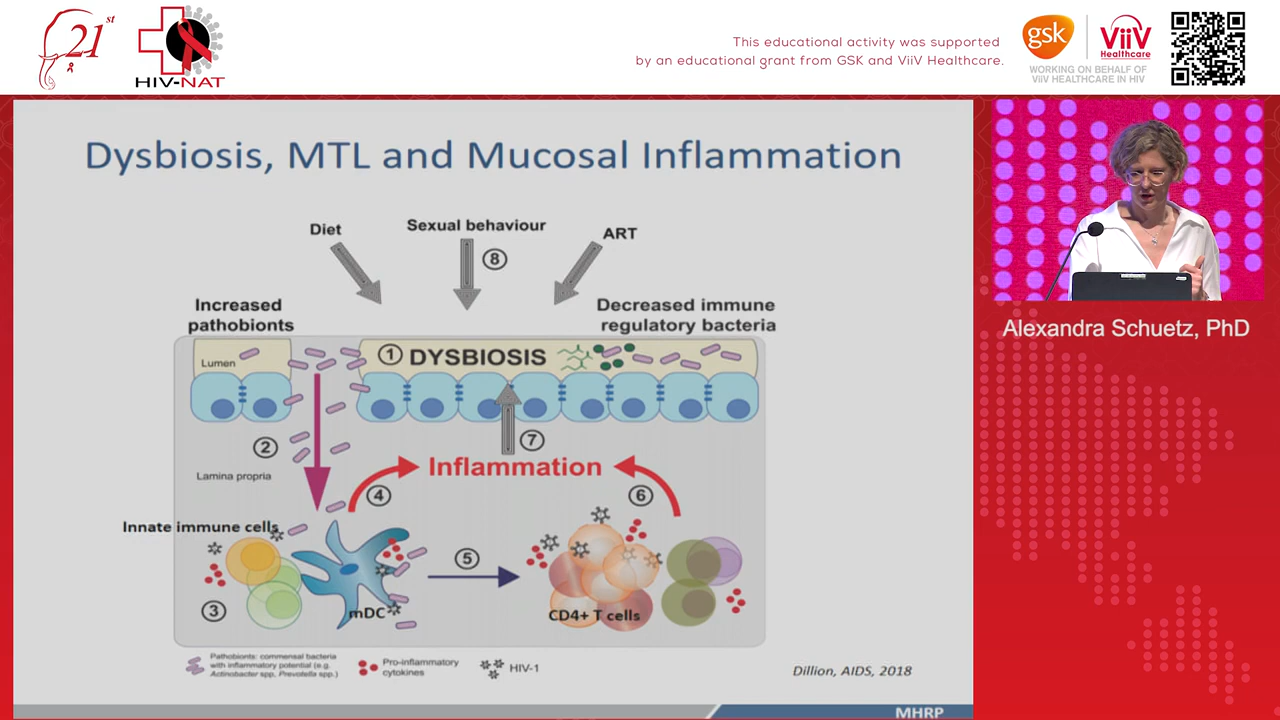 21st
HIV-NAT
This educational activity was supported
by an educational grant from GSK and ViiV Healthcare.
gsk
ViiV
Healthcare
WORKING ON BEHALF OF
ViiV HEALTHCARE IN HIV
Dysbiosis, MTL and Mucosal Inflammation
Diet
Sexual behaviour
ART
8
Increased
pathobionts
Decreased immune
regulatory bacteria
Lumen
1 DYSBIOSIS
2
7
Lamina propria
Inflammation
4
6
Innate immune cells
5
3
mDC
CD4+ T cells
Pathobionts: commensal bacteria
with inflammatory potential (e.g.
Actinobacter spp, Prevotella spp.)
Pro-inflammatory
cytokines
HIV-1
Dillion, AIDS, 2018
MHRP
Alexandra Schuetz, PhD